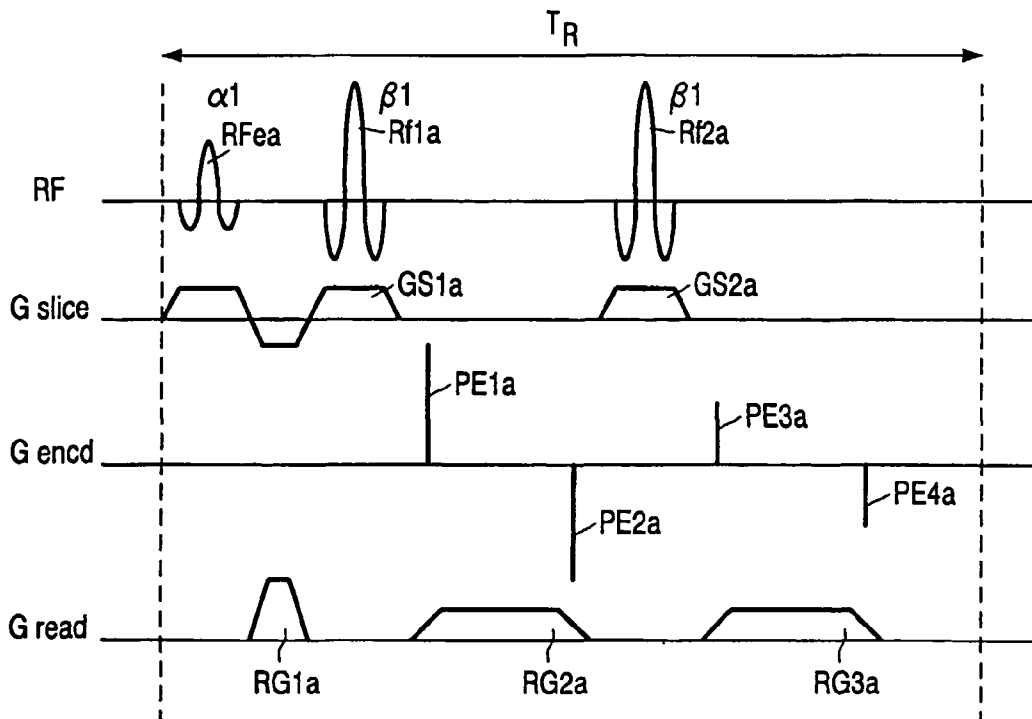 TR
α1
RFea
β1
Rf1a
β1
Rf2a
RF
GS1a
GS2a
G slice
PE1a
PE3a
G encd
PE2a
PE4a
G read
RG1a
RG2a
RG3a